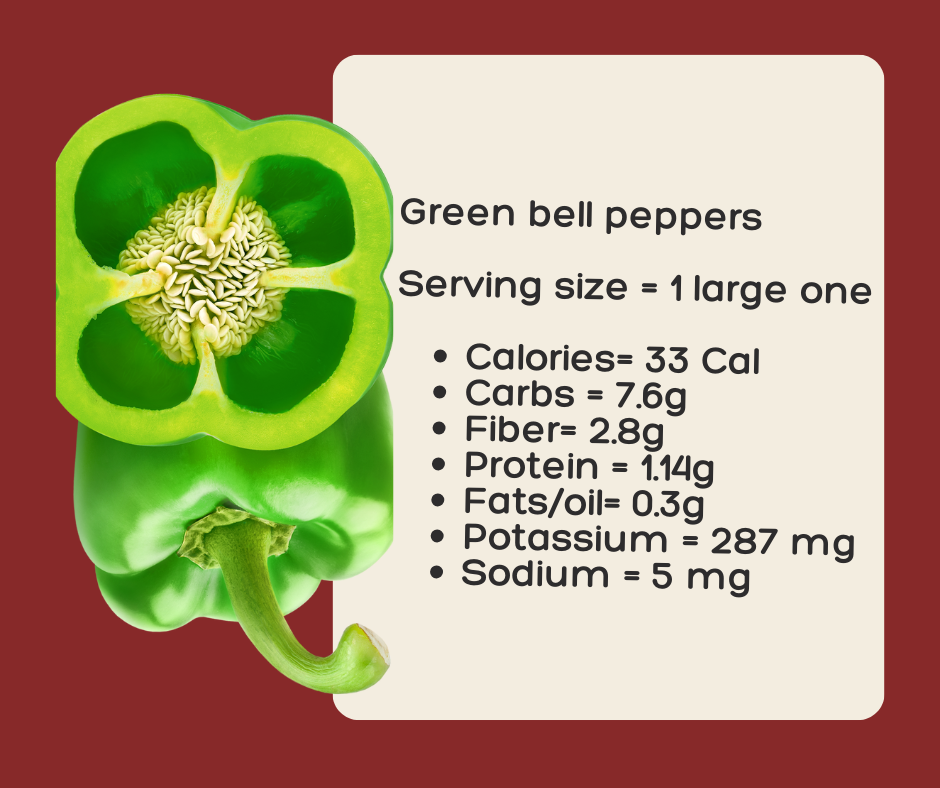 Green bell peppers
Serving size = 1 large one
• Calories= 33 Cal
• Carbs = 7.6g
• Fiber= 2.8g
• Protein = 1.14g
• Fats/oil= 0.3g
• Potassium = 287 mg
• Sodium = 5 mg